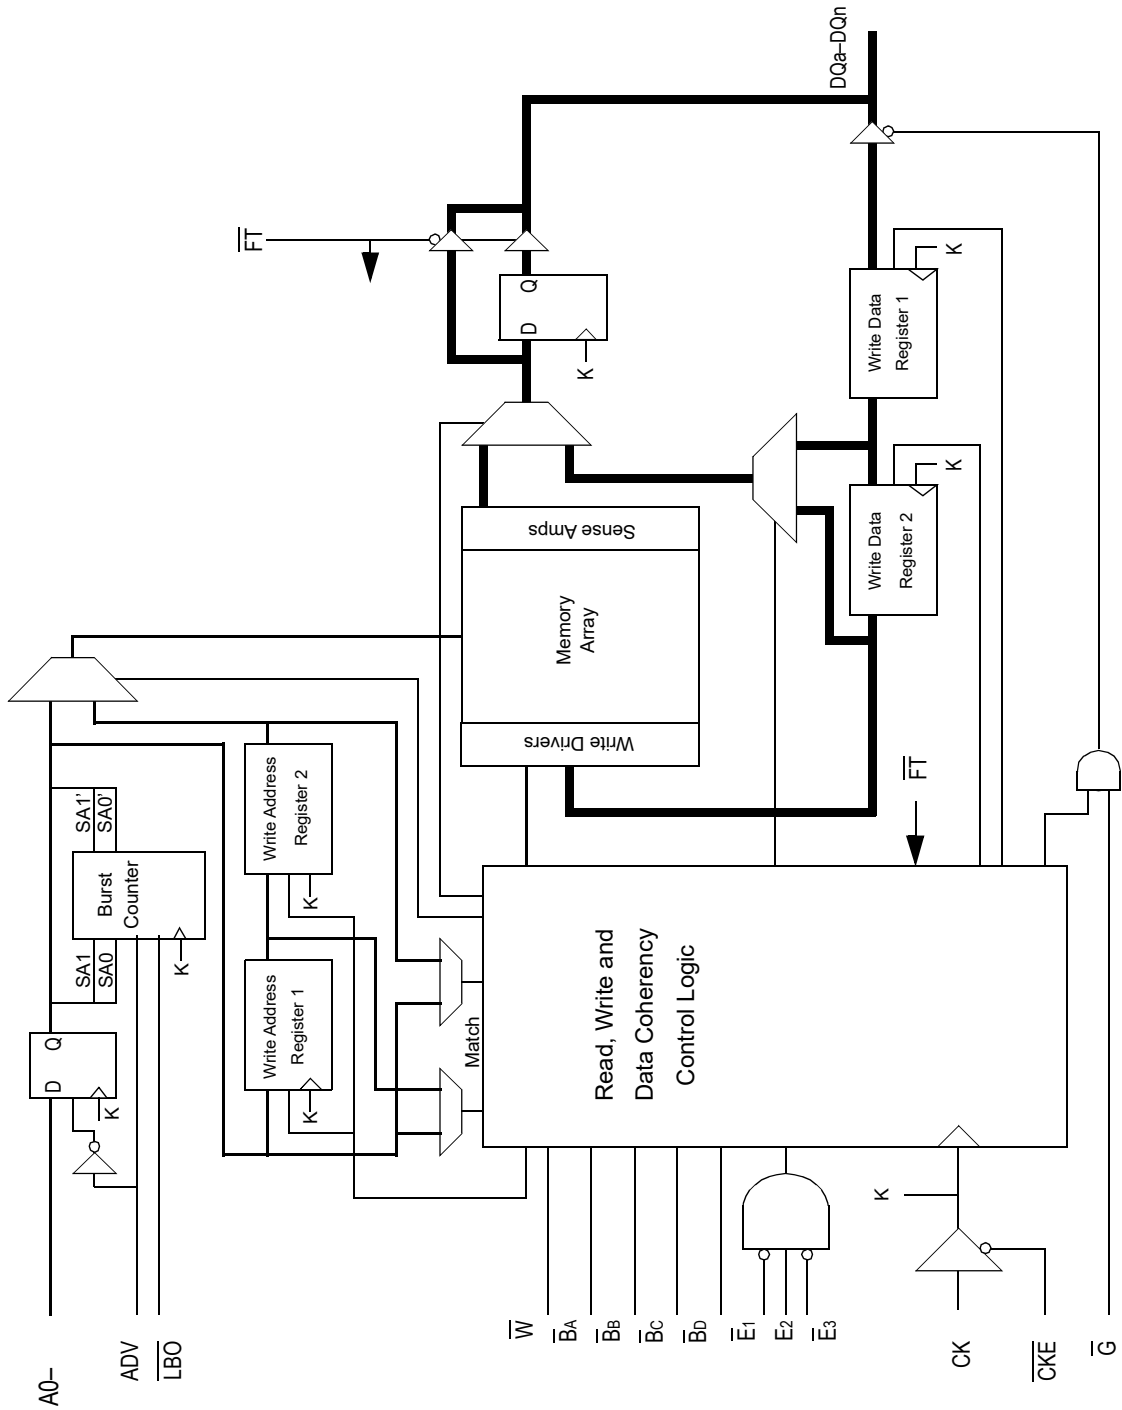 A0–
ADV
LBO
W
BA
BB
BC
BD
E1
E2
E3
CK
CKE
G
D Q
K
SA1
SA0
Burst
Counter
K
SA1'
SA0'
Write Address
Register 1
K
Write Address
Register 2
K
Match
Read, Write and
Data Coherency
Control Logic
K
FT
Write Drivers
Memory
Array
Sense Amps
D Q
K
FT
Write Data
Register 2
K
Write Data
Register 1
K
DQa–DQn